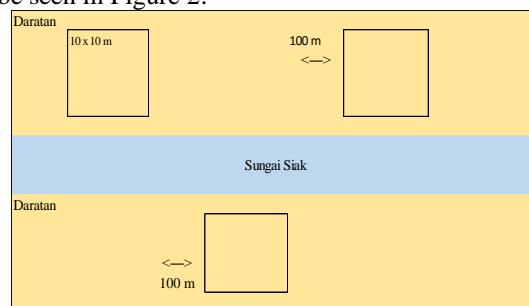 be seen in Figure 2.
Daratan
10 x 10 m
100 m
<--->
Sungai Siak
Daratan
<--->
100 m